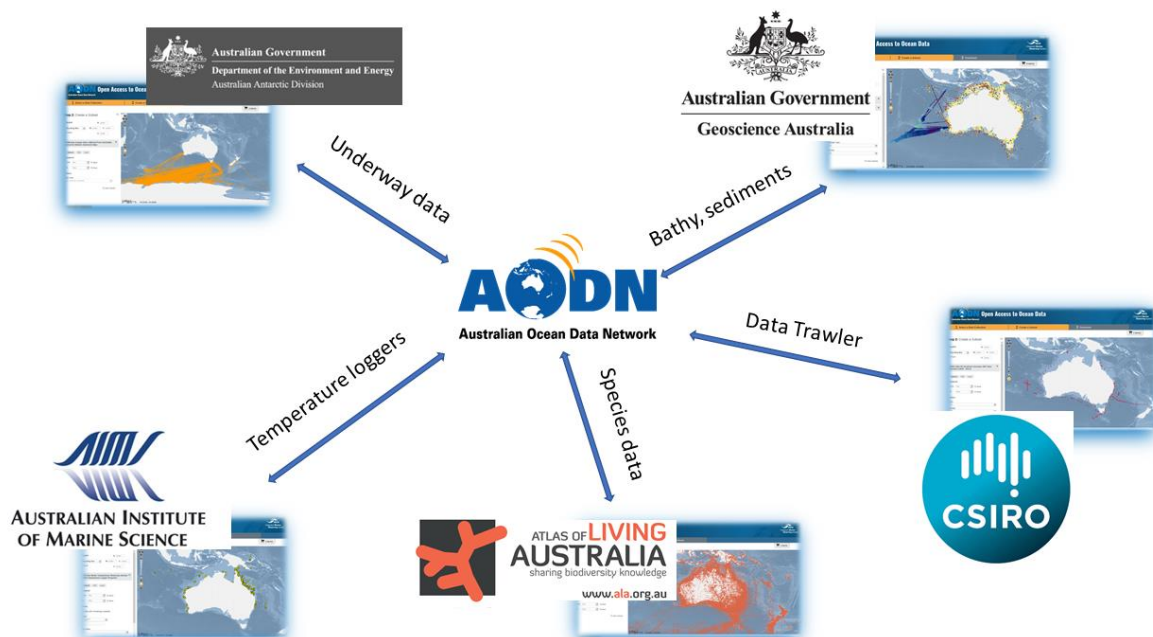 Australian Government
Department of the Environment and Energy
Australian Antarctic Division
AODN Open Access to Ocean Data
Underway data
Australian Government
Geoscience Australia
Access to Ocean Data
Bathy, sediments
AODN
Australian Ocean Data Network
Data Trawler
AODN Open Access to Ocean Data
CSIRO
Temperature loggers
AIMS
AUSTRALIAN INSTITUTE
OF MARINE SCIENCE
Species data
ATLAS OF LIVING
AUSTRALIA
sharing biodiversity knowledge
www.ala.org.au